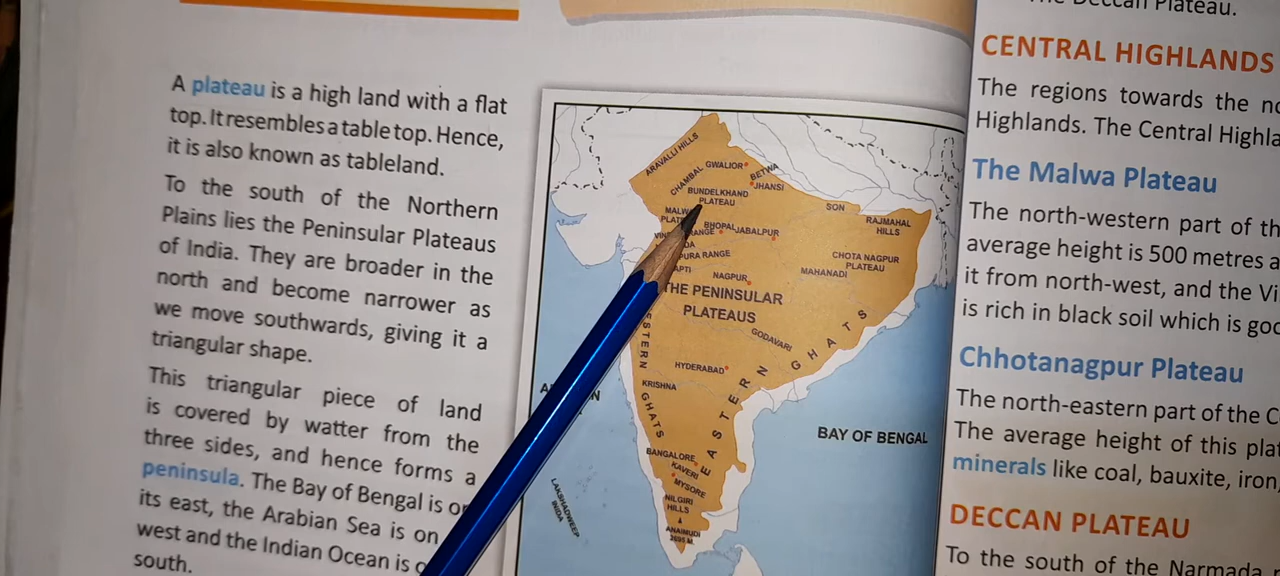 A plateau is a high land with a flat
top. It resembles a table top. Hence,
it is also known as tableland.
To the south of the Northern
Plains lies the Peninsular Plateaus
of India. They are broader in the
north and become narrower as
we move southwards, giving it a
triangular shape.
This triangular piece of land
is covered by watter from the
three sides, and hence forms a
peninsula. The Bay of Bengal is
its east, the Arabian Sea is on
west and the Indian Ocean is
south.
ARAVALLI HILLS
CHAMBAL
GWALIOR
BETWA
JHANSI
BUNDELKHAND
PLATEAU
SON
RAJMAHAL
HILLS
BHOPAL
JABALPUR
CHOTA NAGPUR
PLATEAU
MAHANADI
RANGE
NAGPUR
THE PENINSULAR
PLATEAUS
GODAVARI
HYDERABAD
KRISHNA
GHATS
EASTERN GHATS
BANGALORE
KAVERI
MYSORE
NILGIRI
HILLS
ANAIMUDI
BAY OF BENGAL
LAKSHADWEEP
INDIA
Deccan Plateau.
CENTRAL HIGHLANDS
The regions towards the
Highlands. The Central
The Malwa Plateau
The north-western part of
average height is 500 metres
it from north-west, and the
is rich in black soil which is
Chhotanagpur Plateau
The north-eastern part of the
The average height of this
minerals like coal, bauxite, iron,
DECCAN PLATEAU
To the south of the Narmada